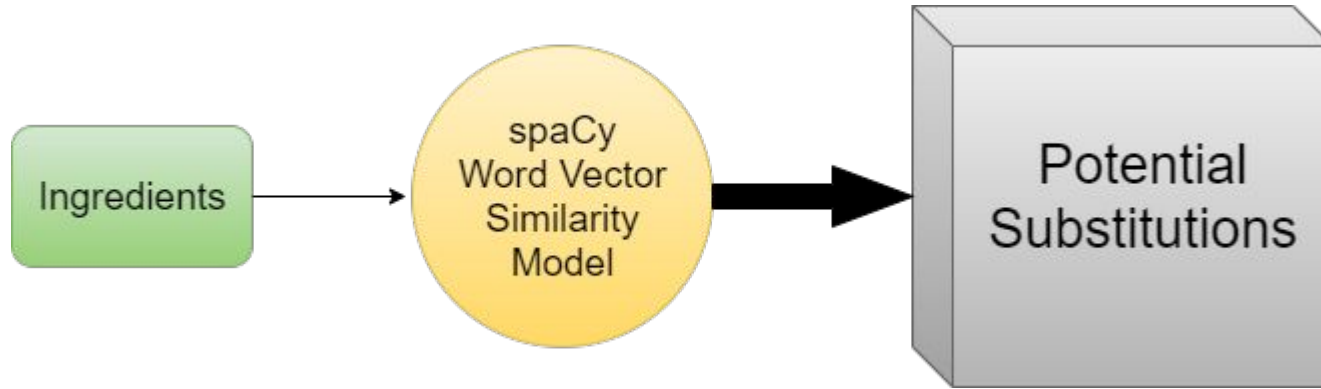 Ingredients
spaCy
Word Vector
Similarity
Model
Potential
Substitutions